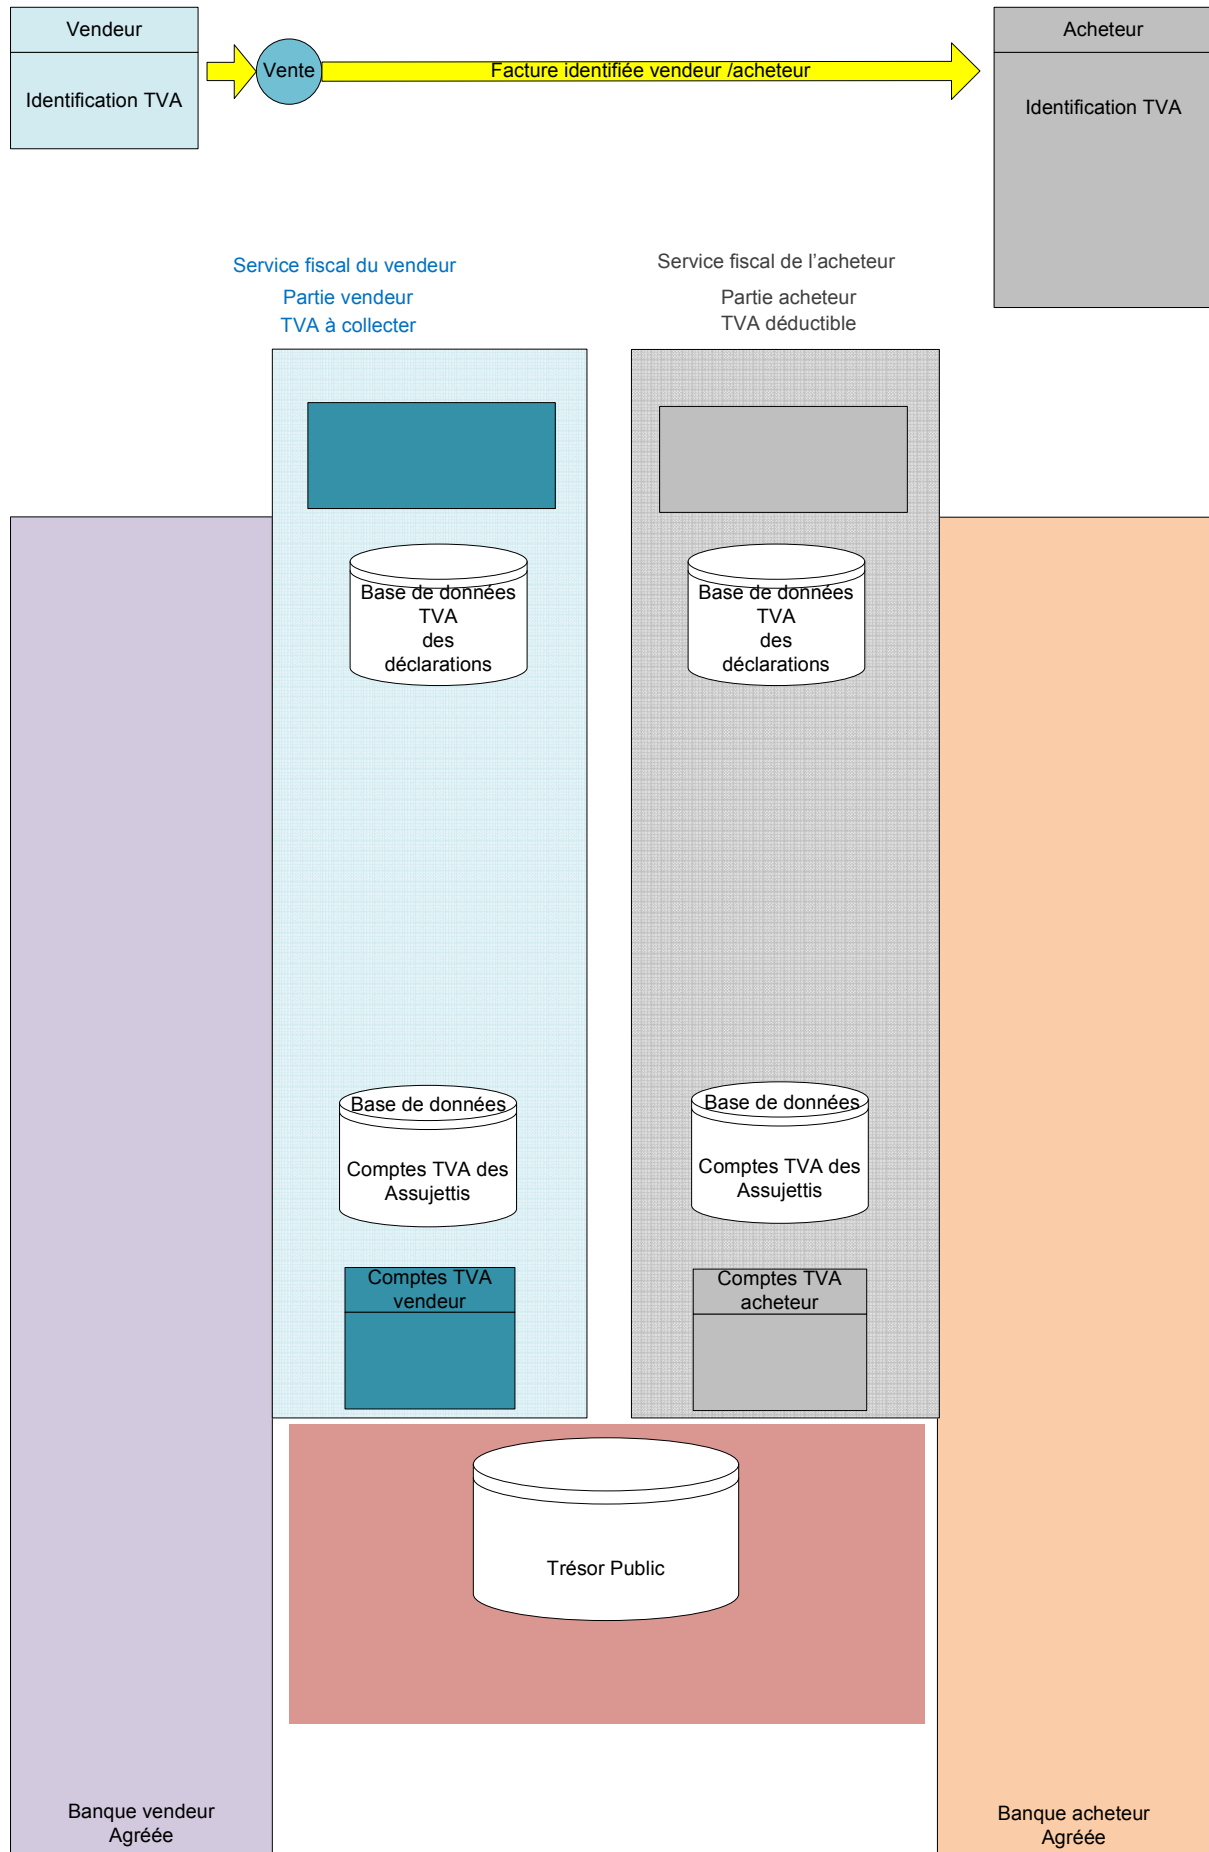 Vendeur
Identification TVA
Vente
Facture identifiée vendeur /acheteur
Acheteur
Identification TVA
Service fiscal du vendeur
Partie vendeur
TVA à collecter
Service fiscal de l’acheteur
Partie acheteur
TVA déductible
Base de données
TVA
des
déclarations
Base de données
TVA
des
déclarations
Base de données
Comptes TVA des
Assujettis
Base de données
Comptes TVA des
Assujettis
Comptes TVA
vendeur
Comptes TVA
acheteur
Trésor Public
Banque vendeur
Agréée
Banque acheteur
Agréée